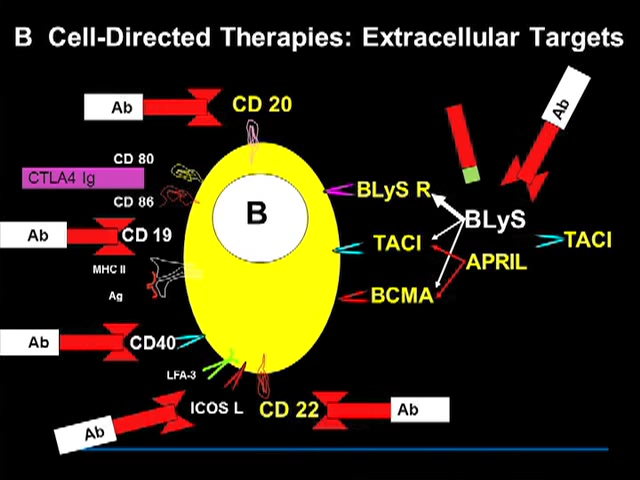 B Cell-Directed Therapies: Extracellular Targets
Ab
CD 20
Ab
CD 80
CTLA4 Ig
CD 86
BLyS R
B
BLyS
Ab
CD 19
TACI
TACI
MHC II
APRIL
Ag
BCMA
Ab
CD40
LFA-3
ICOS L
CD 22
Ab
Ab